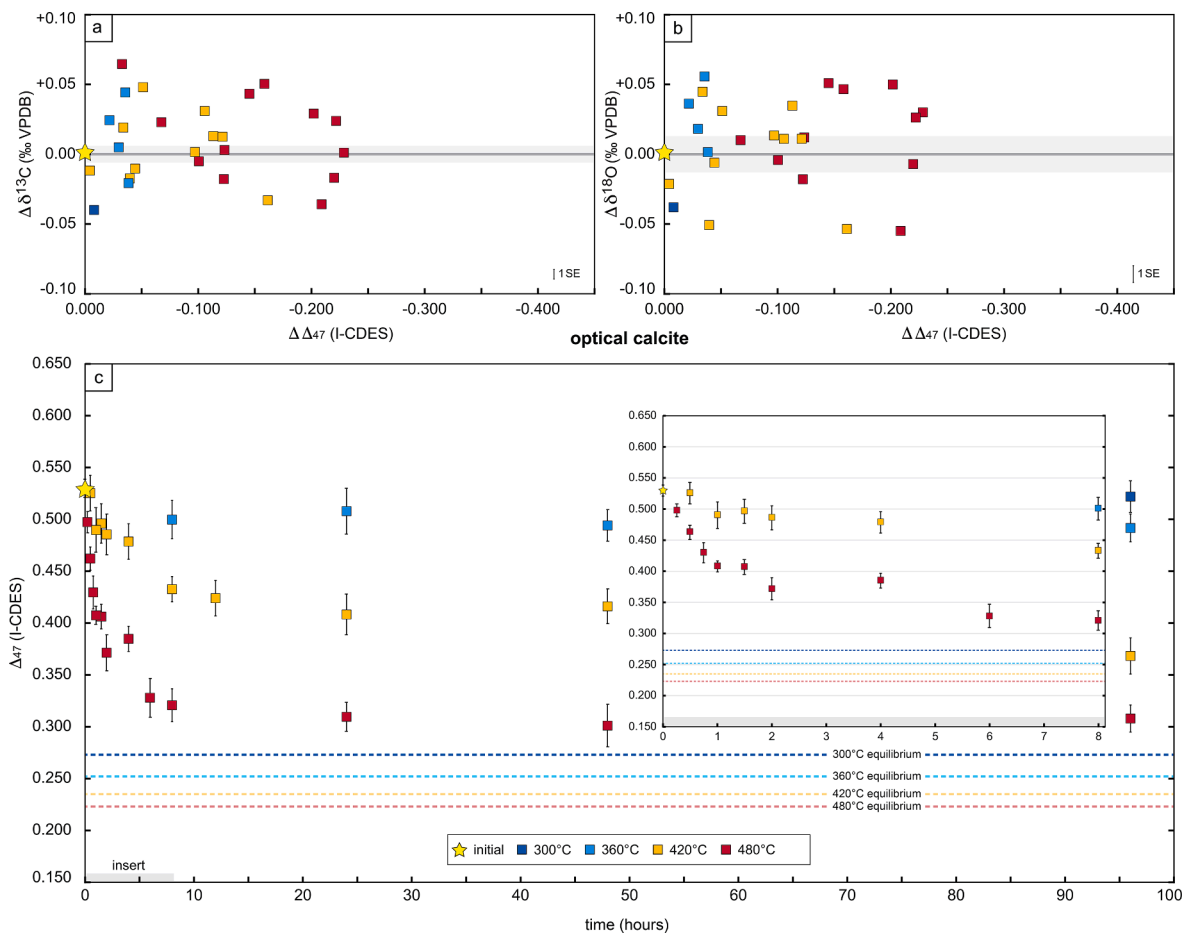 +0.10
a
+0.05
0.00
-0.05
-0.10
Δ δ13C (‰ VPDB)
1SE
0.000 -0.100 -0.200 -0.300 -0.400
Δ Δ47 (I-CDES)
+0.10
b
+0.05
0.00
-0.05
-0.10
Δ δ18O (‰ VPDB)
1SE
0.000 -0.100 -0.200 -0.300 -0.400
Δ Δ47 (I-CDES)
optical calcite
c
0.650
0.600
0.550
0.500
0.450
0.400
0.350
0.300
0.250
0.200
0.150
Δ47 (I-CDES)
0.650
0.600
0.550
0.500
0.450
0.400
0.350
0.300
0.250
0.200
0.150
0 1 2 3 4 5 6 7 8
300°C equilibrium
360°C equilibrium
420°C equilibrium
480°C equilibrium
initial 300°C 360°C 420°C 480°C
insert
0 10 20 30 40 50 60 70 80 90 100
time (hours)